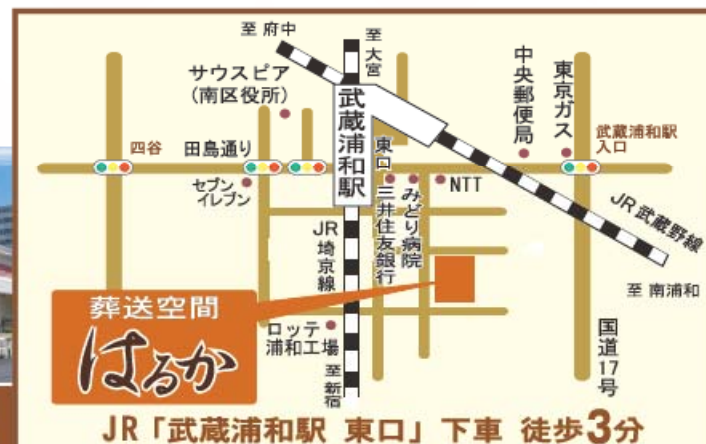 至 府中
至 大宮
サウスピア
(南区役所)
武蔵浦和駅
中央郵便局
東京ガス
四谷
田島通り
東口
武蔵浦和駅
入口
セブン
イレブン
三井住友銀行
みどり病院
NTT
JR 武蔵野線
JR 埼京線
至 南浦和
葬送空間
はるか
ロッテ
浦和工場
至 新宿
国道17号
JR「武蔵浦和駅 東口」下車 徒歩3分